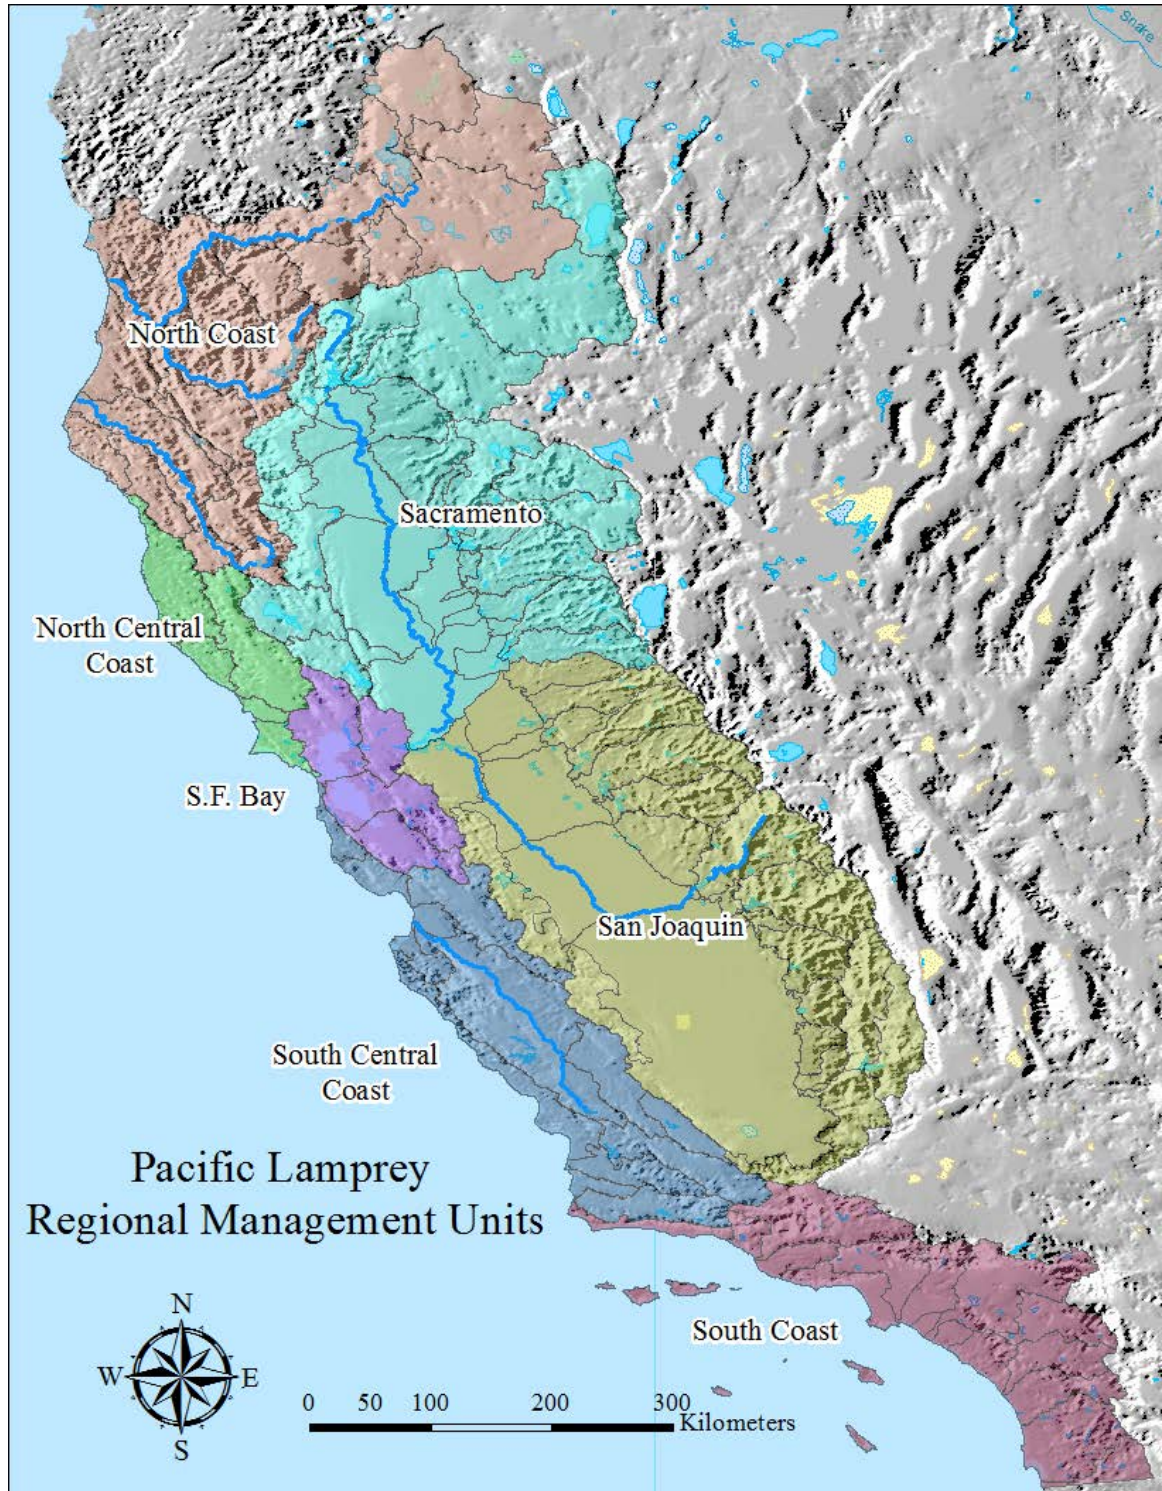 Snake
North Coast
Sacramento
North Central
Coast
S.F. Bay
San Joaquin
South Central
Coast
Pacific Lamprey
Regional Management Units
South Coast
N
W
E
S
0 50 100 200 300
Kilometers